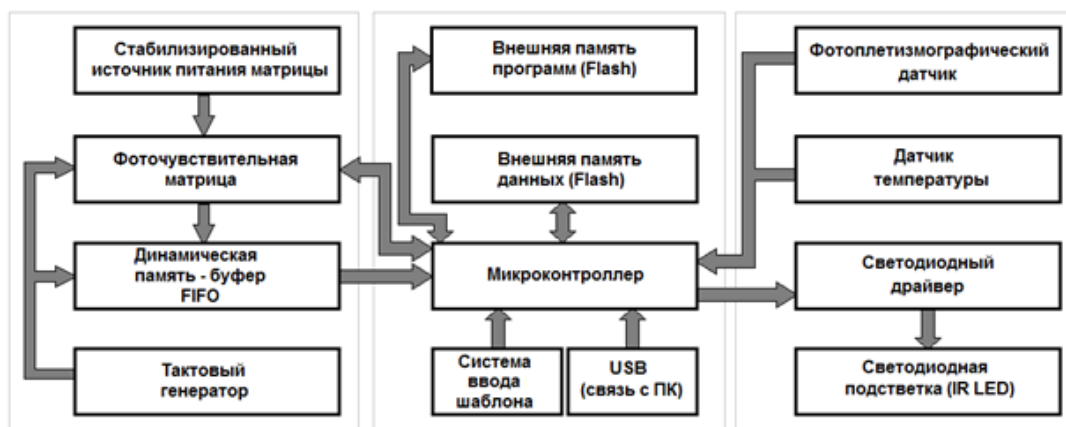 Стабилизированный
источник питания матрицы
Фоточувствительная
матрица
Динамическая
память - буфер
FIFO
Тактовый
генератор
Внешняя память
программ (Flash)
Внешняя память
данных (Flash)
Микроконтроллер
Система
ввода
шаблона
USB
(связь с ПК)
Фотоплетизмографический
датчик
Датчик
температуры
Светодиодный
драйвер
Светодиодная
подстветка (IR LED)